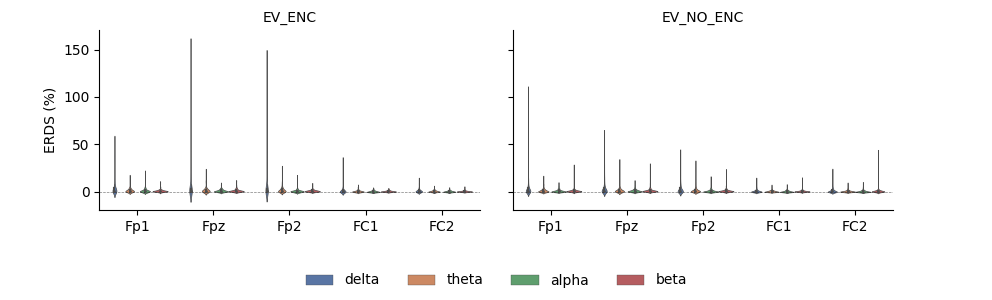 EV_ENC
EV_NO_ENC
ERDS (%)
150
100
50
0
Fp1 Fpz Fp2 FC1 FC2
Fp1 Fpz Fp2 FC1 FC2
delta theta alpha beta